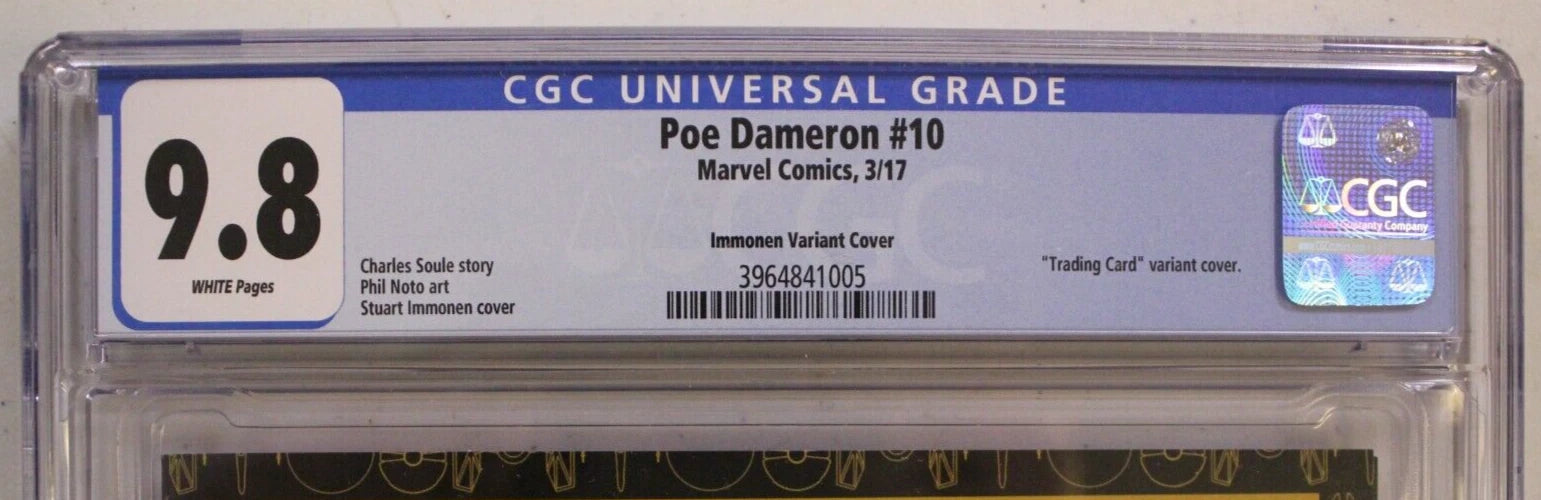 CGC UNIVERSAL GRADE
9.8
WHITE Pages
Poe Dameron #10
Marvel Comics, 3/17
Immonen Variant Cover
3964841005
Charles Soule story
Phil Noto art
Stuart Immonen cover
"Trading Card" variant cover.
CGC